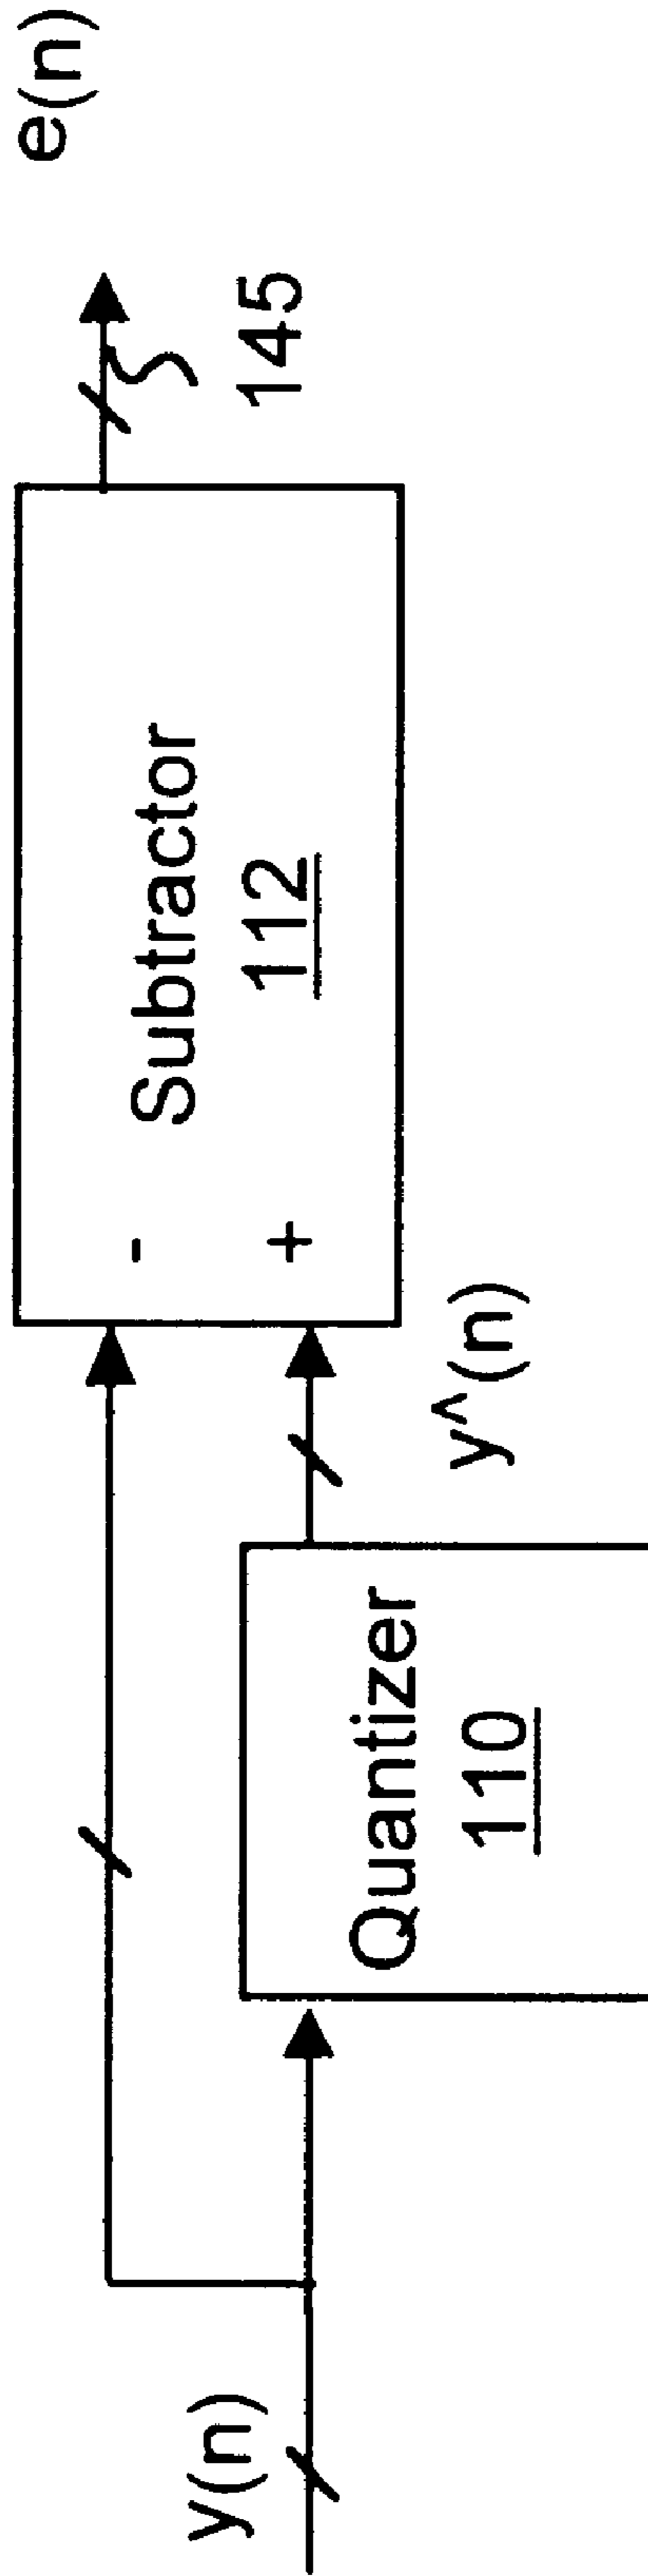 y(n)
Quantizer
110
y^(n)
-
+
Subtractor
112
145
e(n)